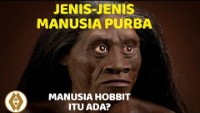 JENIS-JENIS
MANUSIA PURBA
MANUSIA HOBBIT
ITU ADA?